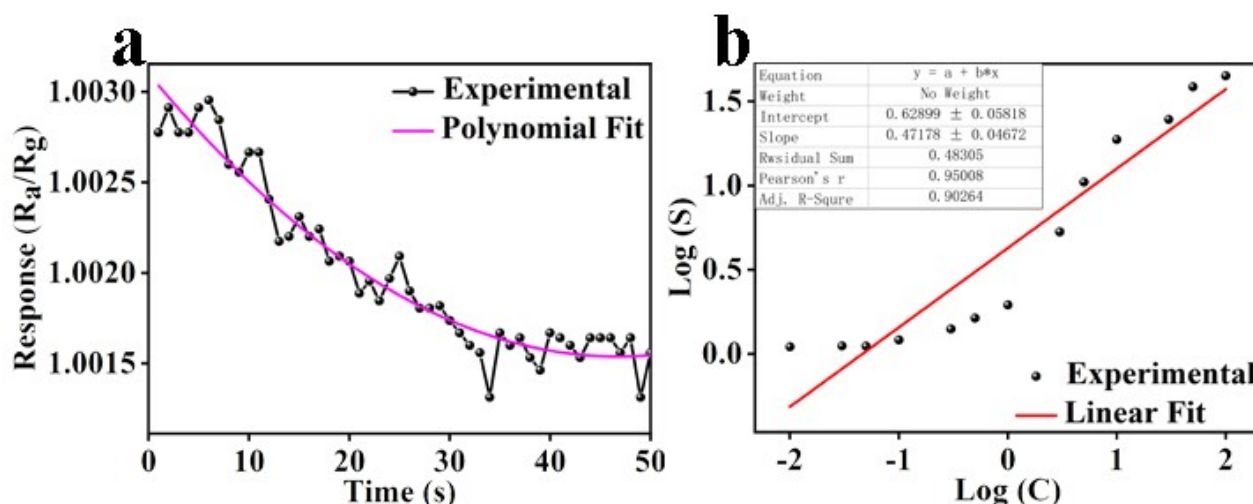 a
Response (Ra/Rg)
1.0030
1.0025
1.0020
1.0015
Experimental
Polynomial Fit
0 10 20 30 40 50
Time (s)
b
Log (S)
1.5
1.0
0.5
0.0
Equation y = a + b*x
Weight No Weight
Intercept 0.62899 ± 0.05818
Slope 0.47178 ± 0.04672
Rwsidual Sum 0.48305
Pearson's r 0.95008
Adj. R-Squre 0.90264
Experimental
Linear Fit
-2 -1 0 1 2
Log (C)